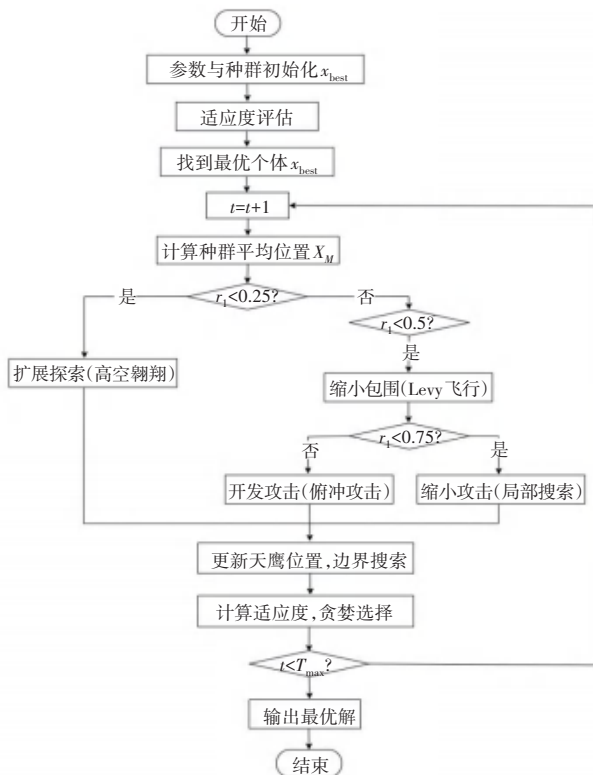 开始
参数与种群初始化x_best
适应度评估
找到最优个体x_best
t=t+1
计算种群平均位置X_M
r_1<0.25?
是
否
r_1<0.5?
是
扩展探索(高空翱翔)
缩小包围(Levy飞行)
r_1<0.75?
否
是
开发攻击(俯冲攻击)
缩小攻击(局部搜索)
更新天鹰位置,边界搜索
计算适应度,贪婪选择
t<T_max?
输出最优解
结束